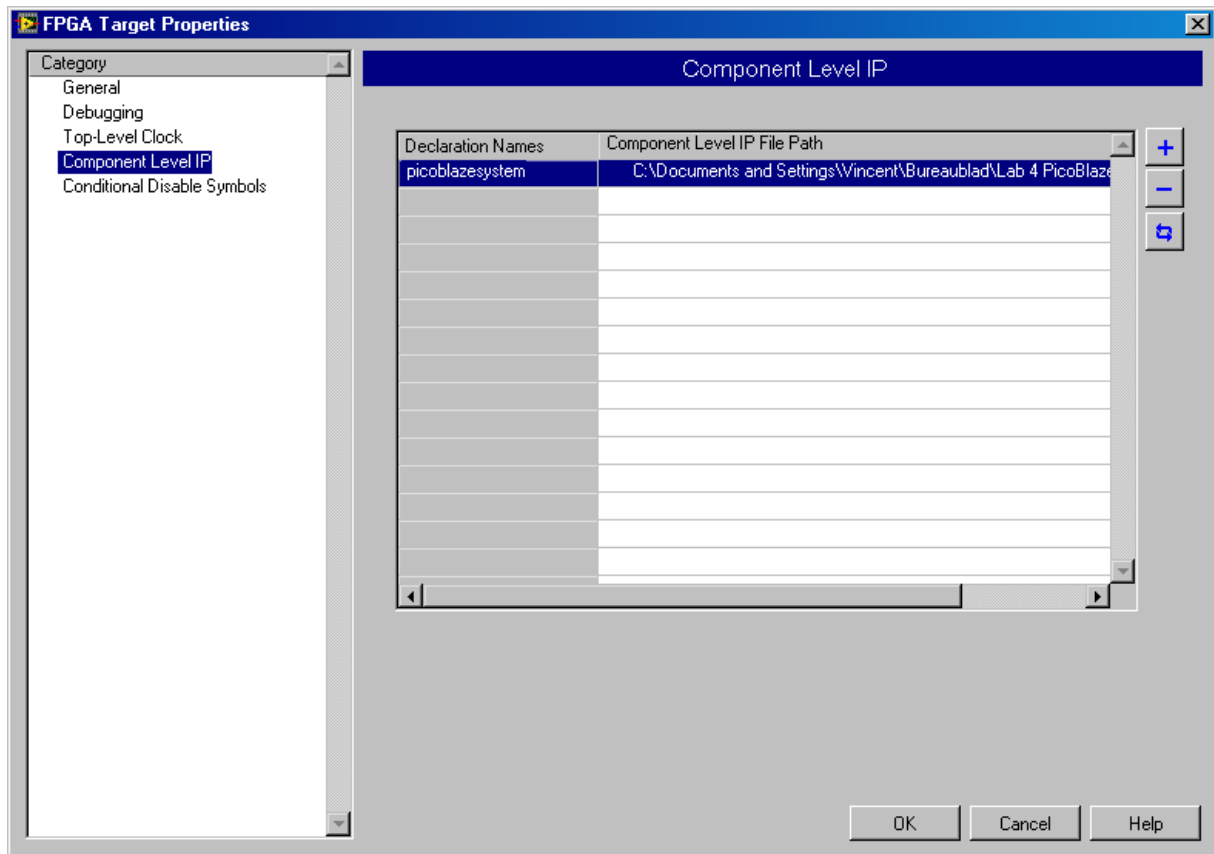 FPGA Target Properties
Category
General
Debugging
Top-Level Clock
Component Level IP
Conditional Disable Symbols
Component Level IP
Declaration Names Component Level IP File Path
picoblazesystem C:\Documents and Settings\Vincent\Bureaublad\Lab 4 PicoBlaze
OK Cancel Help